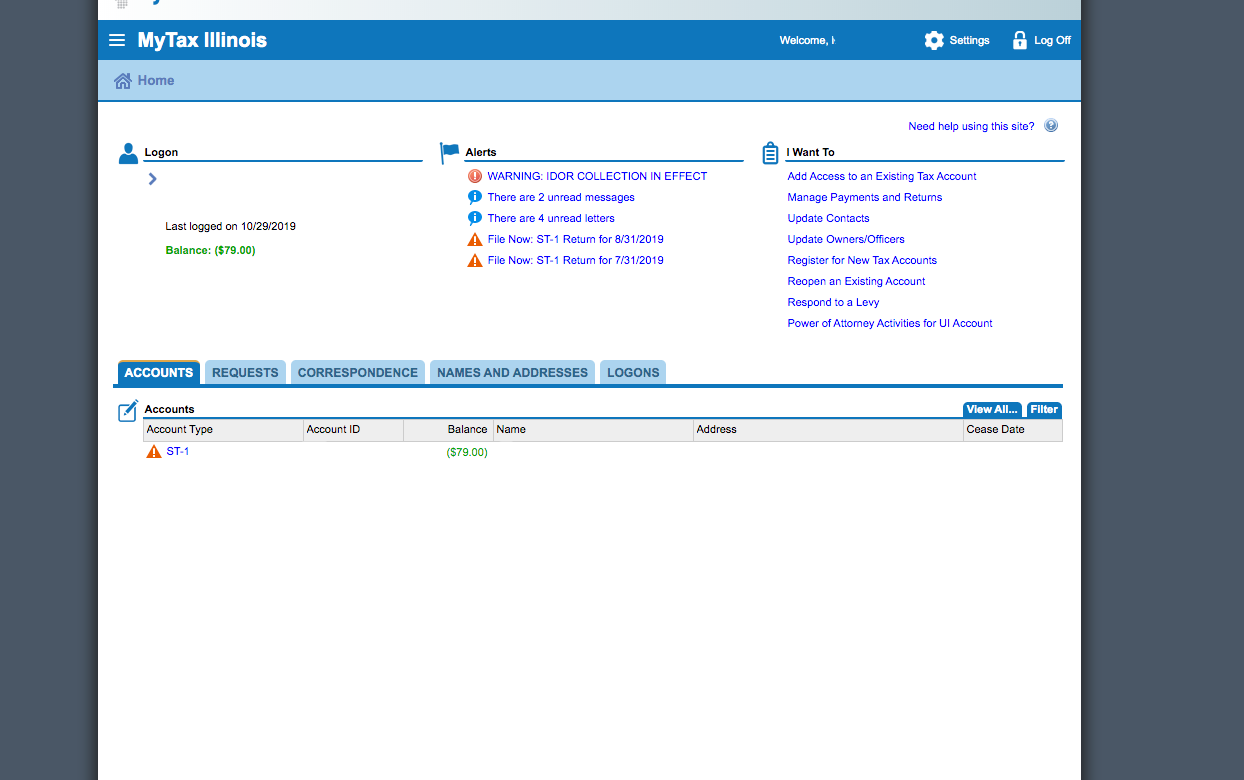 MyTax Illinois
Welcome,
Settings
Log Off
Home
Need help using this site?
Logon
Last logged on 10/29/2019
Balance: ($79.00)
Alerts
WARNING: IDOR COLLECTION IN EFFECT
There are 2 unread messages
There are 4 unread letters
File Now: ST-1 Return for 8/31/2019
File Now: ST-1 Return for 7/31/2019
I Want To
Add Access to an Existing Tax Account
Manage Payments and Returns
Update Contacts
Update Owners/Officers
Register for New Tax Accounts
Reopen an Existing Account
Respond to a Levy
Power of Attorney Activities for UI Account
ACCOUNTS REQUESTS CORRESPONDENCE NAMES AND ADDRESSES LOGONS
Accounts View All... Filter
Account Type Account ID Balance Name Address Cease Date
ST-1 ($79.00)